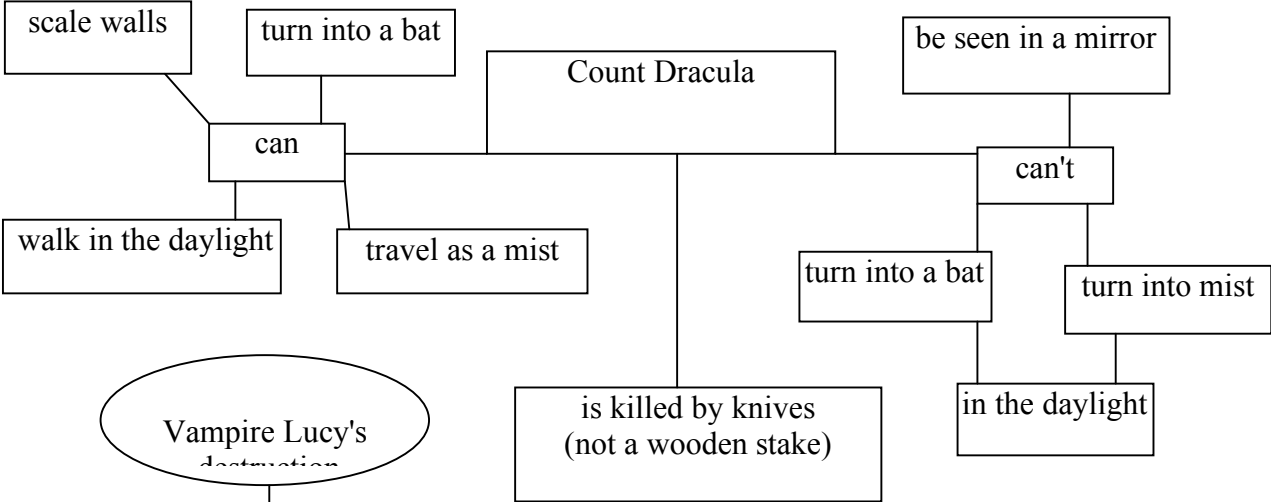 scale walls
turn into a bat
Count Dracula
be seen in a mirror
can
can't
walk in the daylight
travel as a mist
turn into a bat
turn into mist
in the daylight
is killed by knives
(not a wooden stake)
Vampire Lucy's
destruction